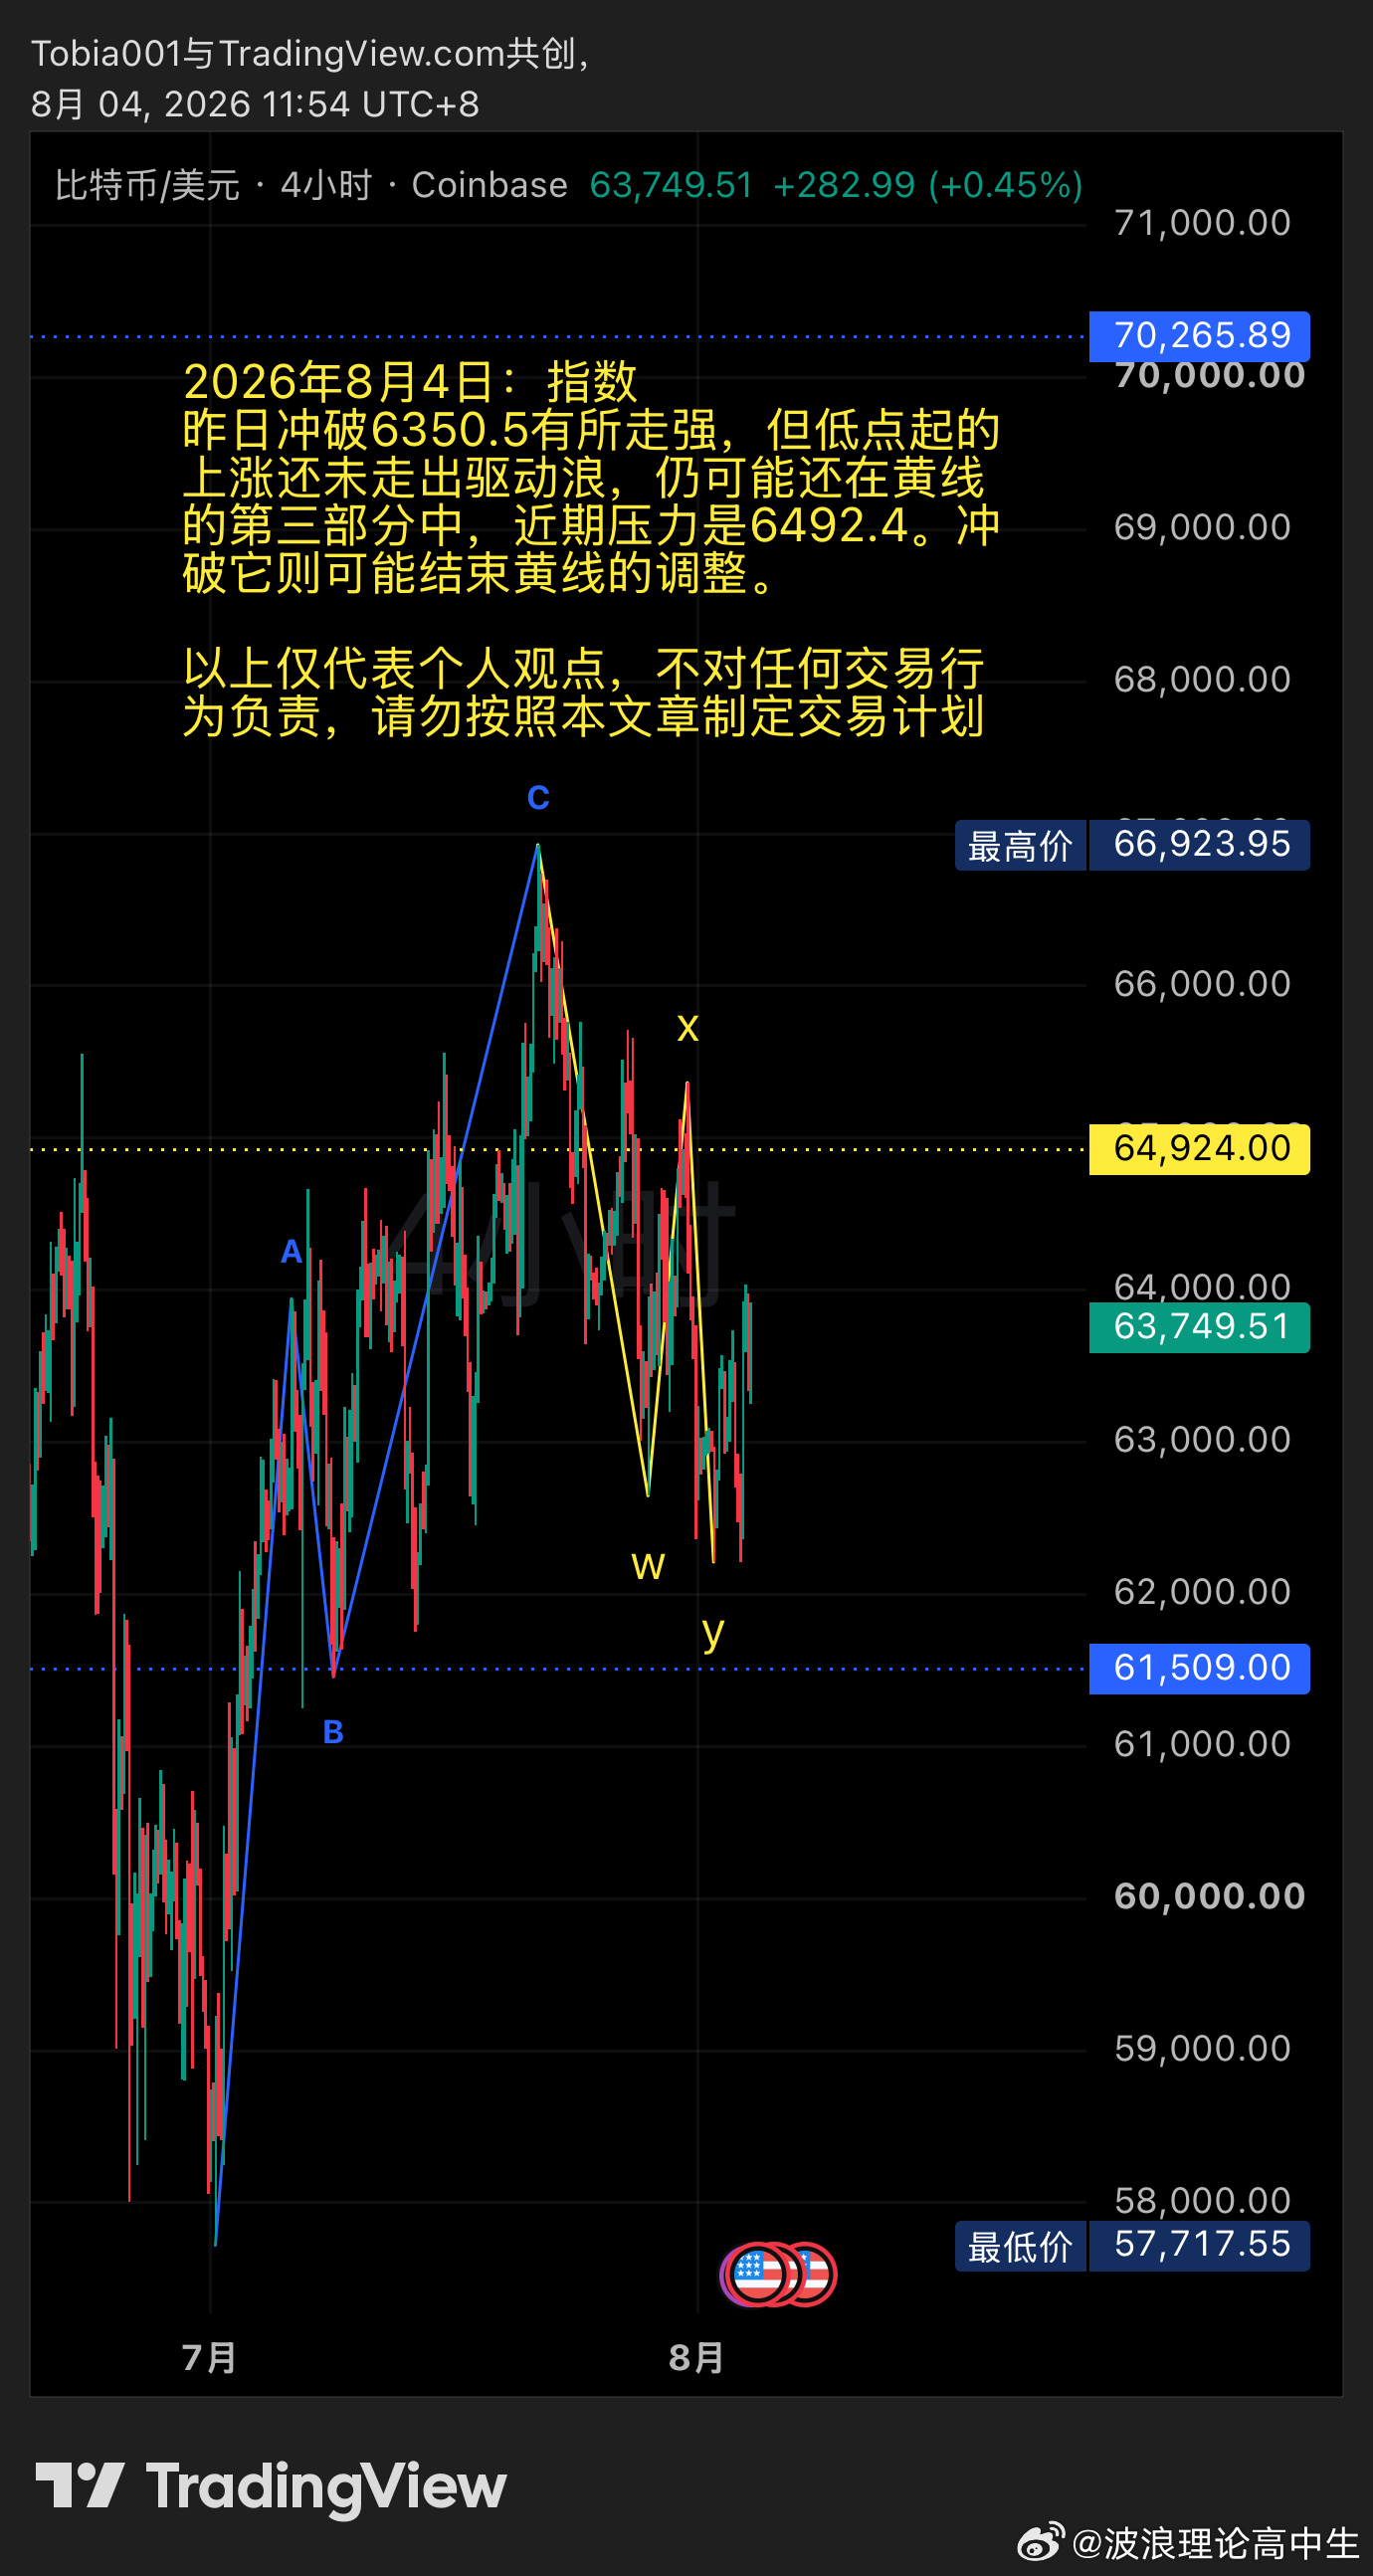 Tobia001与TradingView.com共创，
8月 04, 2026 11:54 UTC+8
比特币/美元 · 4小时 · Coinbase 63,749.51 +282.99 (+0.45%)
71,000.00
70,265.89
70,000.00
2026年8月4日：指数
昨日冲破6350.5有所走强，但低点起的
上涨还未走出驱动浪，仍可能还在黄线
的第三部分中，近期压力是6492.4。冲
破它则可能结束黄线的调整。
69,000.00
以上仅代表个人观点，不对任何交易行
为负责，请勿按照本文章制定交易计划
68,000.00
C
最高价 66,923.95
66,000.00
x
64,924.00
4小时
A
64,000.00
63,749.51
63,000.00
w
62,000.00
y
61,509.00
B
61,000.00
60,000.00
59,000.00
58,000.00
最低价 57,717.55
7月 8月
TradingView
@波浪理论高中生